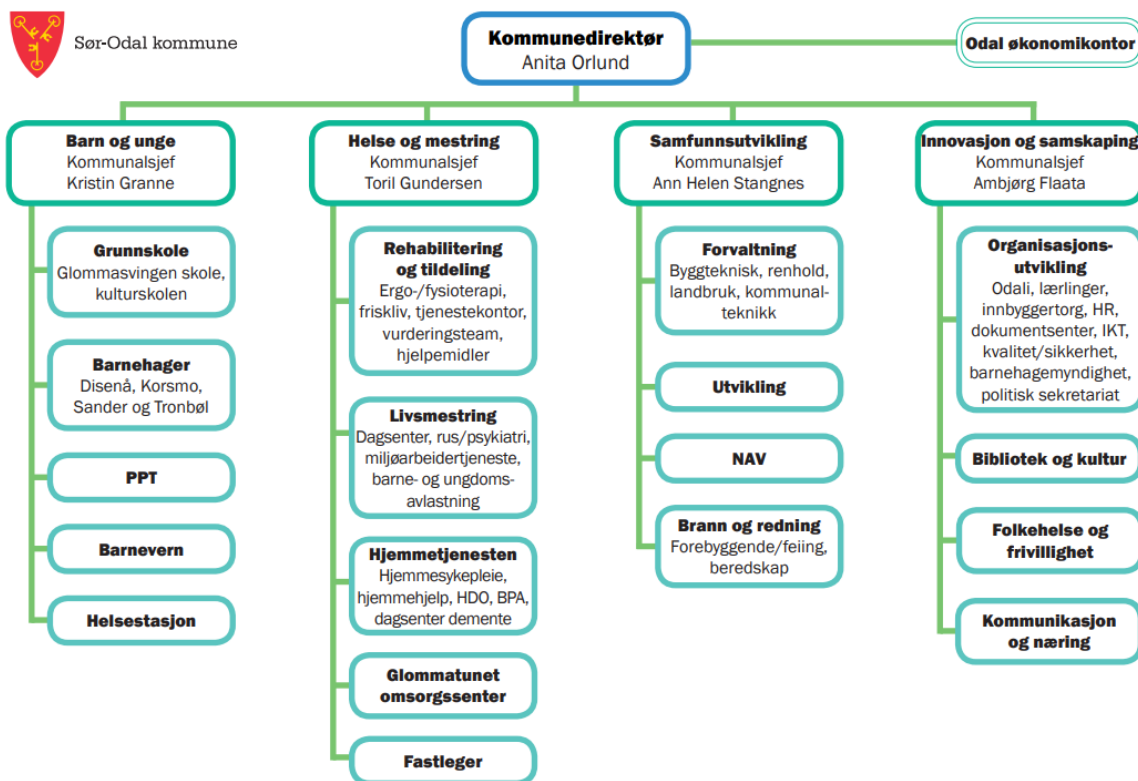 Sør-Odal kommune
Kommunedirektør
Anita Orlund
Odal økonomikontor
Barn og unge
Kommunalsjef
Kristin Granne
Grunnskole
Glommasvingen skole,
kulturskolen
Barnehager
Disenå, Korsmo,
Sander og Tronbøl
PPT
Barnevern
Helsestasjon
Helse og mestring
Kommunalsjef
Toril Gundersen
Rehabilitering
og tildeling
Ergo-/fysioterapi,
friskliv, tjenestekontor,
vurderingsteam,
hjelpemidler
Livsmestring
Dagsenter, rus/psykiatri,
miljøarbeidertjeneste,
barne- og ungdoms-
avlastning
Hjemmetjenesten
Hjemmesykepleie,
hjemmehjelp, HDO, BPA,
dagsenter demente
Glommatunet
omsorgssenter
Fastleger
Samfunnsutvikling
Kommunalsjef
Ann Helen Stangnes
Forvaltning
Byggteknisk, renhold,
landbruk, kommunal-
teknikk
Utvikling
NAV
Brann og redning
Forebyggende/feiing,
beredskap
Innovasjon og samskaping
Kommunalsjef
Ambjørg Flaata
Organisasjons-
utvikling
Odali, lærlinger,
innbyggertorg, HR,
dokumentsenter, IKT,
kvalitet/sikkerhet,
barnehagemyndighet,
politisk sekretariat
Bibliotek og kultur
Folkehelse og
frivillighet
Kommunikasjon
og næring